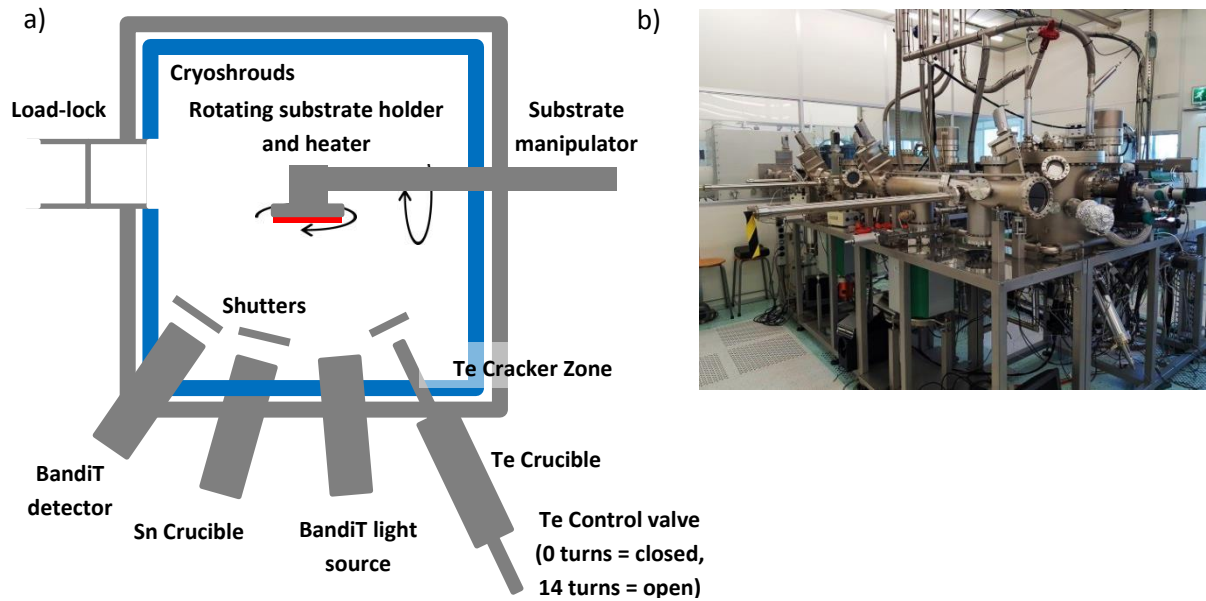 a)
Cryoshrouds
Load-lock
Rotating substrate holder
and heater
Substrate
manipulator
Shutters
Te Cracker Zone
BandiT
detector
Sn Crucible
BandiT light
source
Te Crucible
Te Control valve
(0 turns = closed,
14 turns = open)
b)